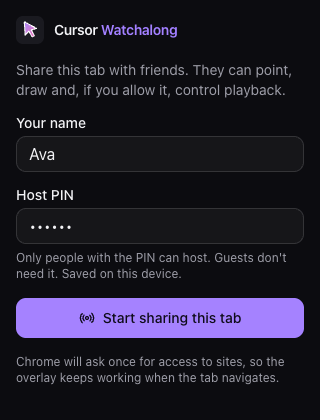 Cursor Watchalong
Share this tab with friends. They can point,
draw and, if you allow it, control playback.
Your name
Ava
Host PIN
••••••
Only people with the PIN can host. Guests don't
need it. Saved on this device.
Start sharing this tab
Chrome will ask once for access to sites, so the
overlay keeps working when the tab navigates.